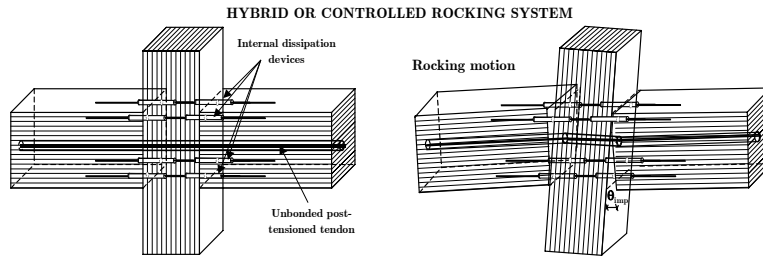 HYBRID OR CONTROLLED ROCKING SYSTEM
Internal dissipation
devices
Rocking motion
Unbonded post-
tensioned tendon
θimp